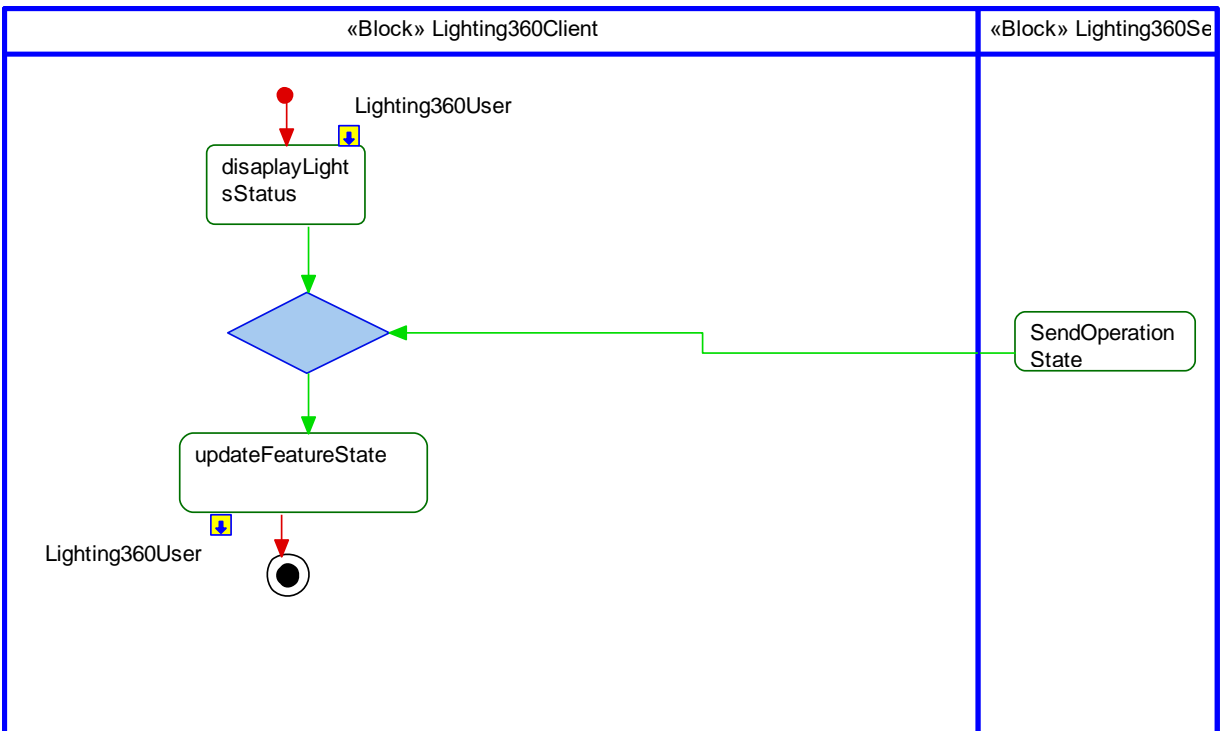 «Block» Lighting360Client
«Block» Lighting360Se
Lighting360User
disaplayLight
sStatus
SendOperation
State
updateFeatureState
Lighting360User